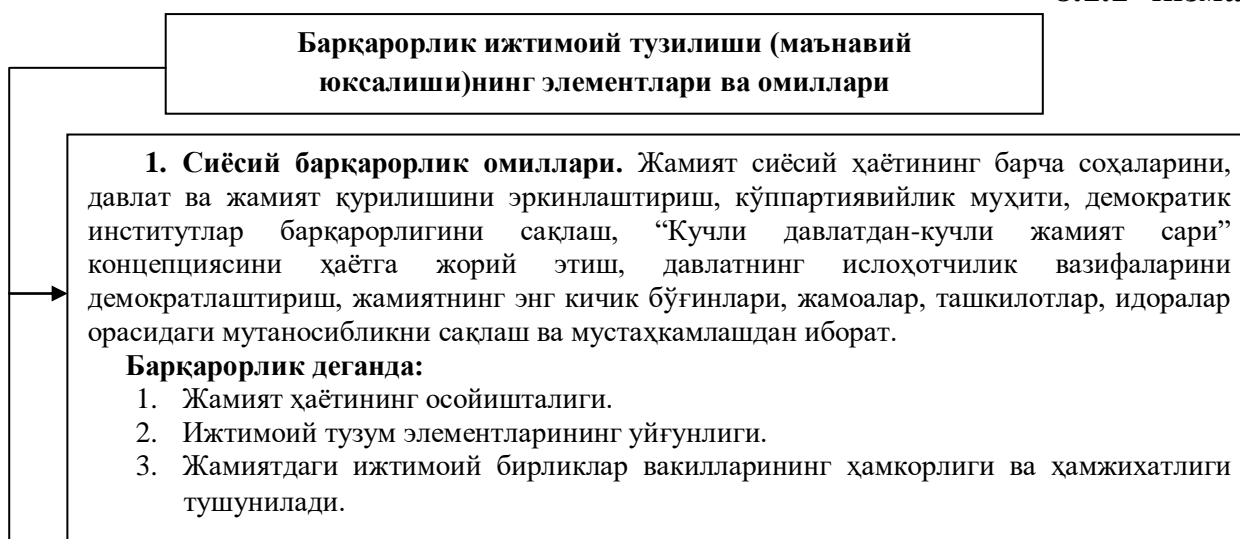 Барқарорлик ижтимоий тузилиши (маънавий
юксалиши)нинг элементлари ва омиллари
1. Сиёсий барқарорлик омиллари. Жамият сиёсий ҳаётининг барча соҳаларини,
давлат ва жамият қурилишини эркинлаштириш, кўппартиявийлик муҳити, демократик
институтлар барқарорлигини сақлаш, “Кучли давлатдан-кучли жамият сари”
концепциясини ҳаётга жорий этиш, давлатнинг ислоҳотчилик вазифаларини
демократлаштириш, жамиятнинг энг кичик бўғинлари, жамоалар, ташкилотлар, идоралар
орасидаги мутаносибликни сақлаш ва мустаҳкамлашдан иборат.
Барқарорлик деганда:
1. Жамият ҳаётининг осойишталиги.
2. Ижтимоий тузум элементларининг уйғунлиги.
3. Жамиятдаги ижтимоий бирликлар вакилларининг ҳамкорлиги ва ҳамжихатлиги
тушунилади.